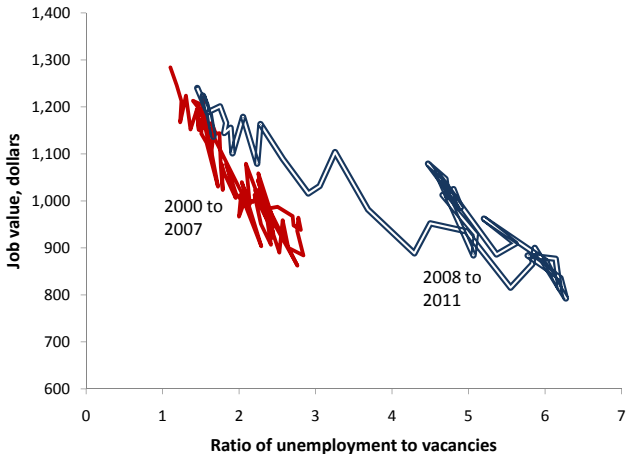 1,400
1,300
1,200
1,100
1,000
900
800
700
600
Job value, dollars
2000 to
2007
2008 to
2011
0 1 2 3 4 5 6 7
Ratio of unemployment to vacancies